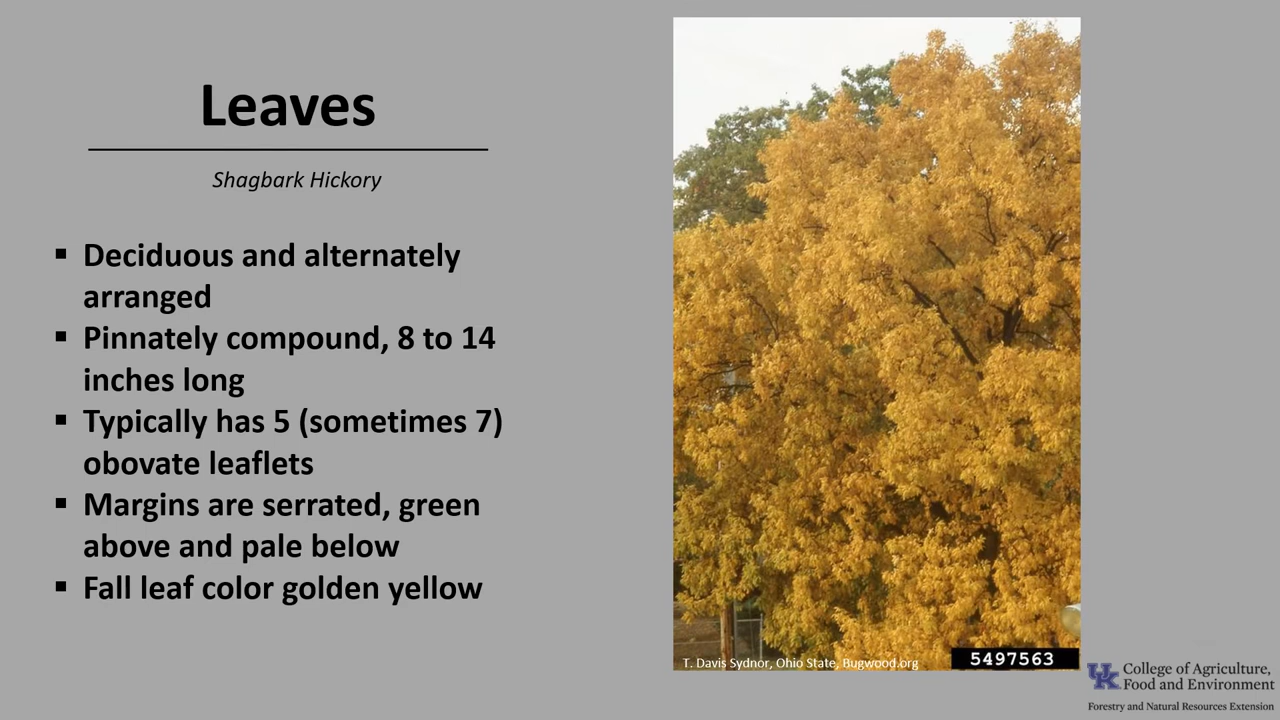 Leaves
Shagbark Hickory
▪ Deciduous and alternately
arranged
▪ Pinnately compound, 8 to 14
inches long
▪ Typically has 5 (sometimes 7)
obovate leaflets
▪ Margins are serrated, green
above and pale below
▪ Fall leaf color golden yellow
T. Davis Sydnor, Ohio State, Bugwood.org
5497563
UK College of Agriculture,
Food and Environment
Forestry and Natural Resources Extension